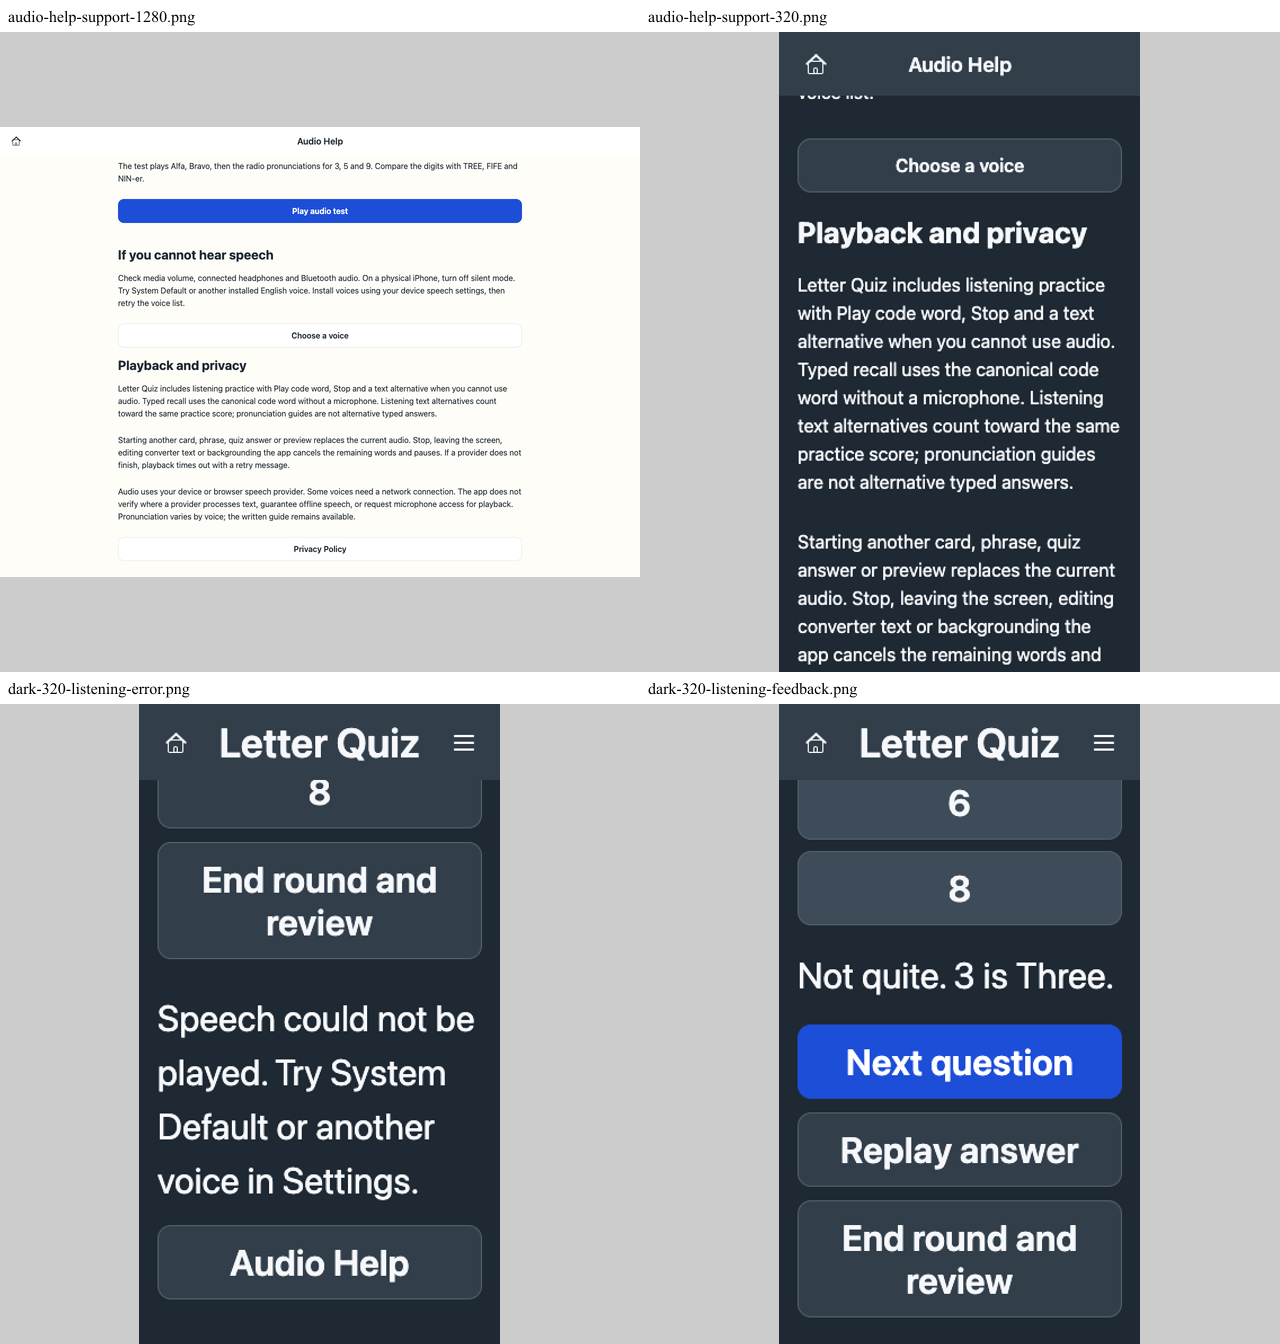 audio-help-support-1280.png
Audio Help
The test plays Alfa, Bravo, then the radio pronunciations for 3, 5 and 9. Compare the digits with TREE, FIFE and
NIN-er.
Play audio test
If you cannot hear speech
Check media volume, connected headphones and Bluetooth audio. On a physical iPhone, turn off silent mode.
Try System Default or another installed English voice. Install voices using your device speech settings, then
retry the voice list.
Choose a voice
Playback and privacy
Letter Quiz includes listening practice with Play code word, Stop and a text alternative when you cannot use
audio. Typed recall uses the canonical code word without a microphone. Listening text alternatives count
toward the same practice score; pronunciation guides are not alternative typed answers.
Starting another card, phrase, quiz answer or preview replaces the current audio. Stop, leaving the screen,
editing converter text or backgrounding the app cancels the remaining words and pauses. If a provider does not
finish, playback times out with a retry message.
Audio uses your device or browser speech provider. Some voices need a network connection. The app does not
verify where a provider processes text, guarantee offline speech, or request microphone access for playback.
Pronunciation varies by voice; the written guide remains available.
Privacy Policy
audio-help-support-320.png
Audio Help
voice list.
Choose a voice
Playback and privacy
Letter Quiz includes listening practice
with Play code word, Stop and a text
alternative when you cannot use audio.
Typed recall uses the canonical code
word without a microphone. Listening
text alternatives count toward the same
practice score; pronunciation guides
are not alternative typed answers.
Starting another card, phrase, quiz
answer or preview replaces the current
audio. Stop, leaving the screen, editing
converter text or backgrounding the
app cancels the remaining words and
dark-320-listening-error.png
Letter Quiz
8
End round and
review
Speech could not be
played. Try System
Default or another
voice in Settings.
Audio Help
dark-320-listening-feedback.png
Letter Quiz
6
8
Not quite. 3 is Three.
Next question
Replay answer
End round and
review